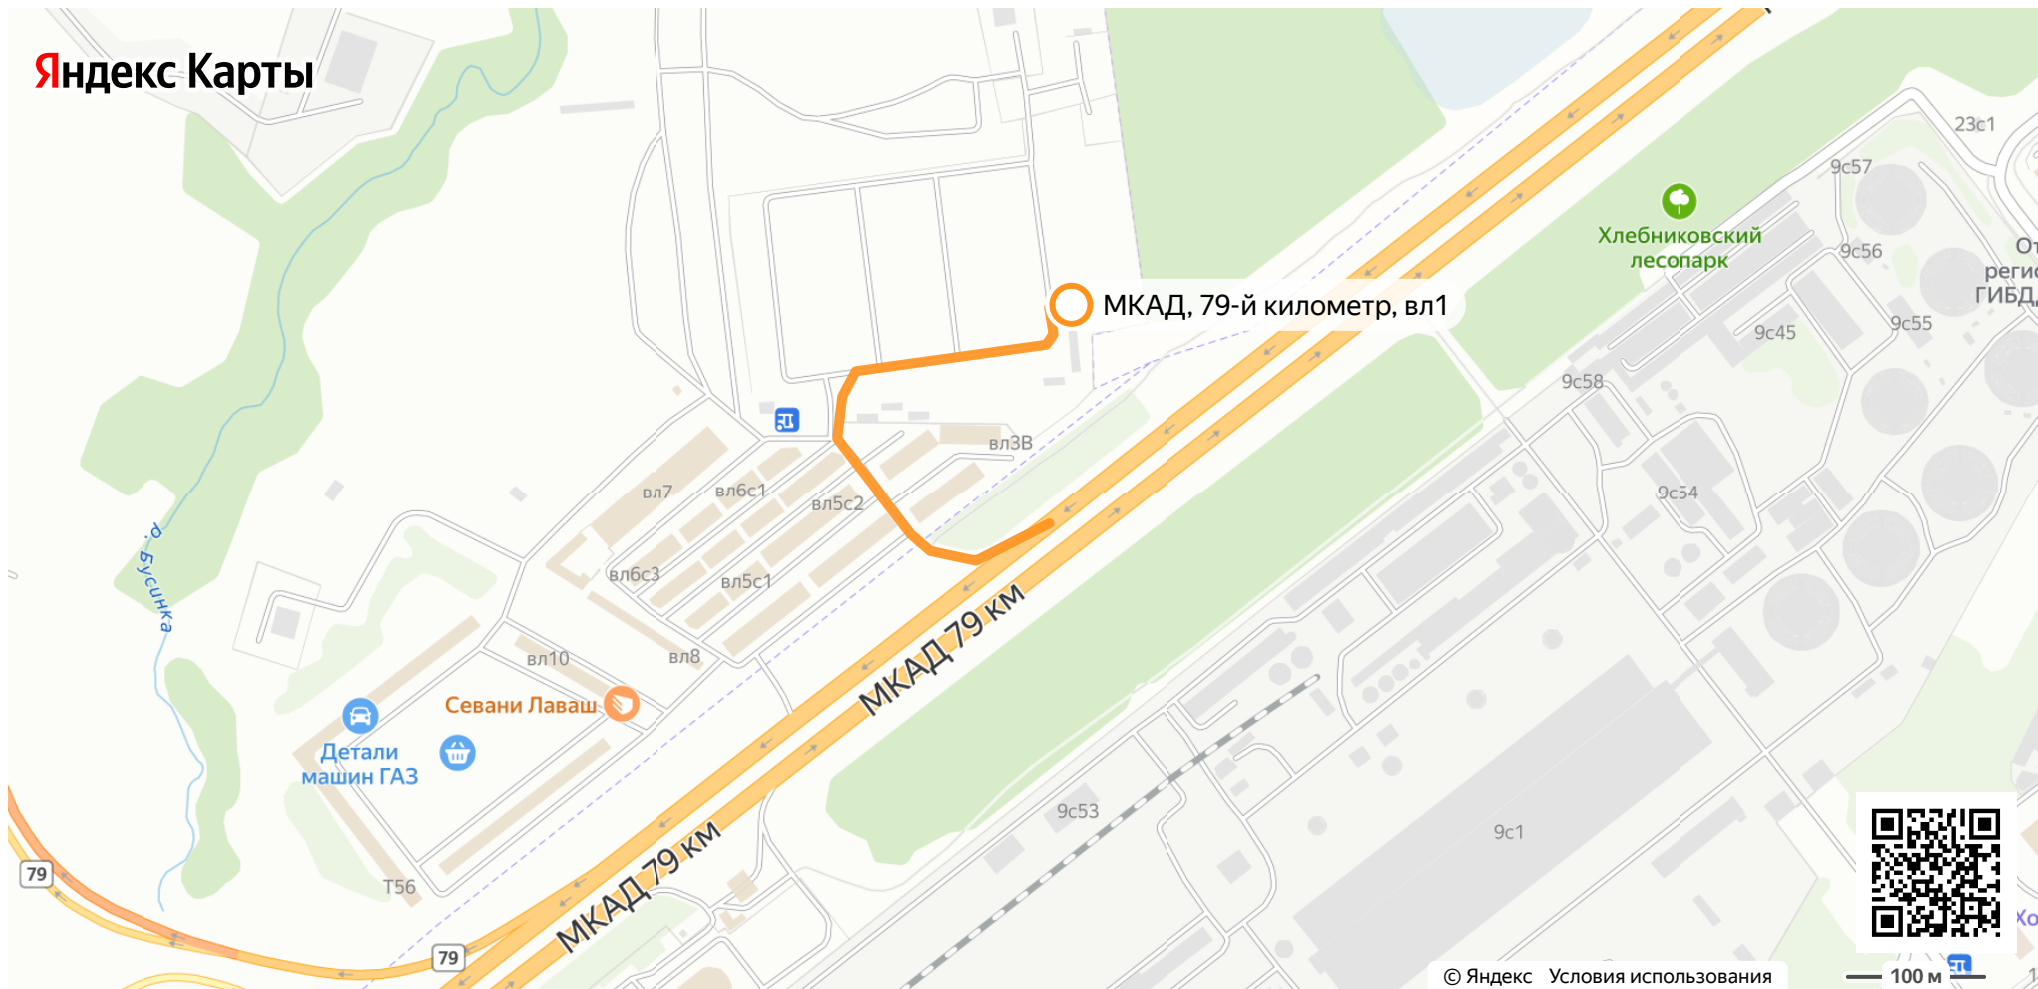 Яндекс Карты
23с1
9с57
Хлебниковский
лесопарк
9с56
МКАД, 79-й километр, вл1
9с55
9с45
9с58
вл3В
вл7
вл6с1
вл5с2
9с54
р. Бусинка
вл6с3
вл5с1
МКАД 79 км
вл10
вл8
Севани Лаваш
Детали
машин ГАЗ
9с53
9с1
79
МКАД 79 км
Т56
79
© Яндекс Условия использования
100 м